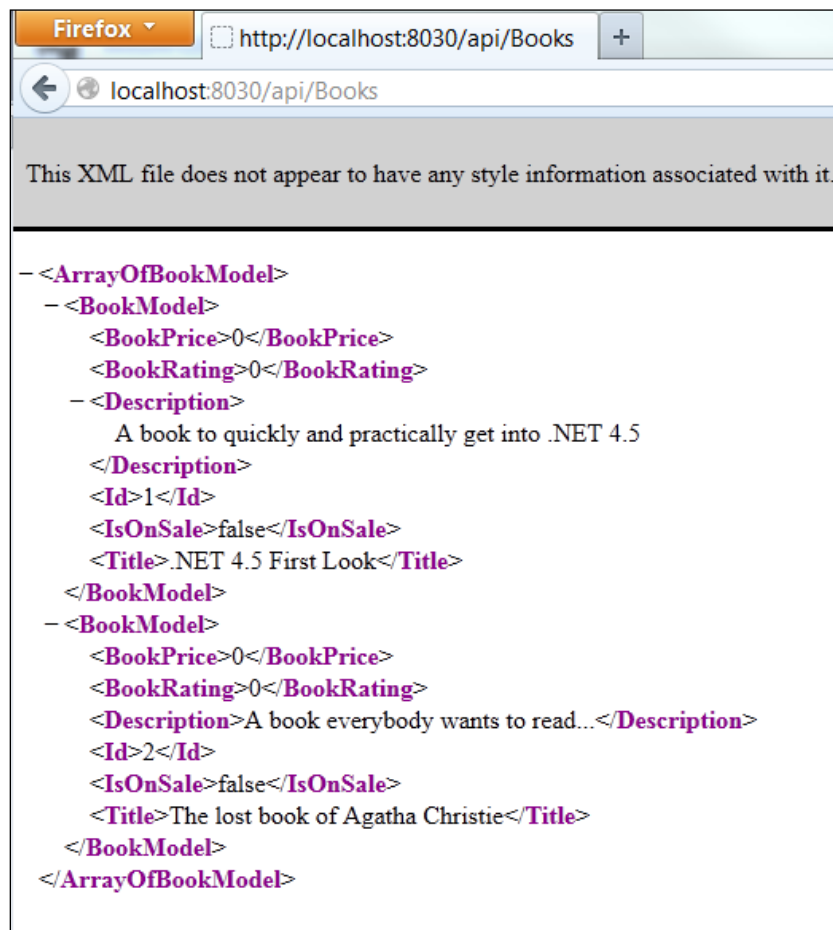 Firefox
http://localhost:8030/api/Books
+
localhost:8030/api/Books
This XML file does not appear to have any style information associated with it.
– <ArrayOfBookModel>
– <BookModel>
<BookPrice>0</BookPrice>
<BookRating>0</BookRating>
– <Description>
A book to quickly and practically get into .NET 4.5
</Description>
<Id>1</Id>
<IsOnSale>false</IsOnSale>
<Title>.NET 4.5 First Look</Title>
</BookModel>
– <BookModel>
<BookPrice>0</BookPrice>
<BookRating>0</BookRating>
<Description>A book everybody wants to read...</Description>
<Id>2</Id>
<IsOnSale>false</IsOnSale>
<Title>The lost book of Agatha Christie</Title>
</BookModel>
</ArrayOfBookModel>